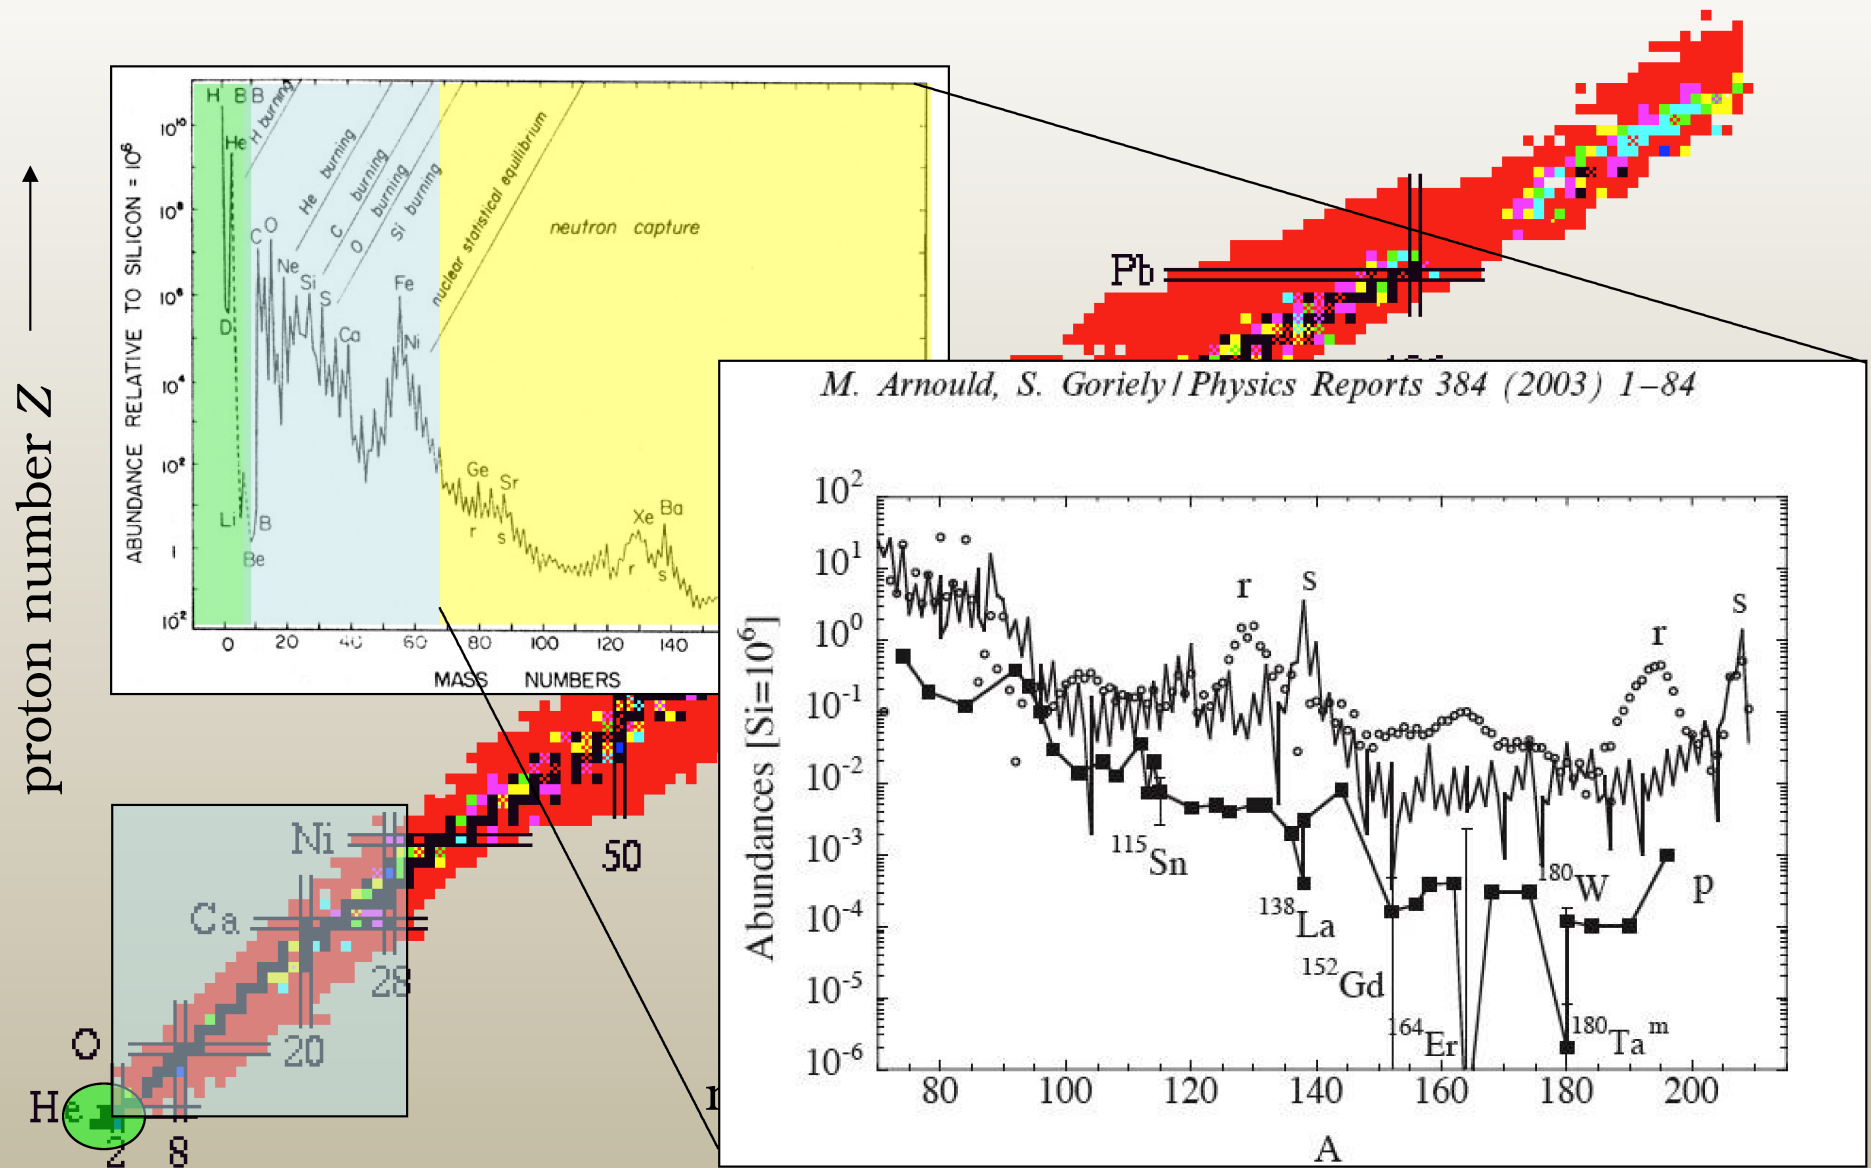 proton number Z
ABUNDANCE RELATIVE TO SILICON = 10⁶
10¹⁰
10⁸
10⁶
10⁴
10²
1
10⁻²
H BB
He
H burning
He burning
C burning
O burning
Si burning
nuclear statistical equilibrium
neutron capture
C
O
Ne
Si
S
Ca
Fe
Ni
D
Li
B
Be
Ge
Sr
r
s
Xe
Ba
r
s
0 20 40 60 80 100 120 140
MASS NUMBERS
Pb
M. Arnould, S. Goriely / Physics Reports 384 (2003) 1–84
Abundances [Si=10⁶]
10²
10¹
10⁰
10⁻¹
10⁻²
10⁻³
10⁻⁴
10⁻⁵
10⁻⁶
r
s
r
s
¹¹⁵Sn
¹³⁸La
¹⁵²Gd
¹⁶⁴Er
¹⁸⁰W
¹⁸⁰Taᵐ
p
80 100 120 140 160 180 200
A
50
Ni
Ca
28
20
O
He
2
8